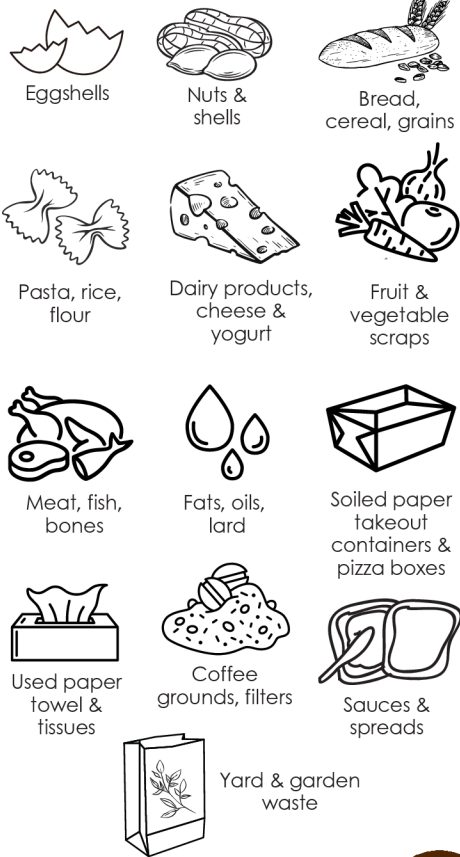 Eggshells
Nuts &
shells
Bread,
cereal, grains
Pasta, rice,
flour
Dairy products,
cheese &
yogurt
Fruit &
vegetable
scraps
Meat, fish,
bones
Fats, oils,
lard
Soiled paper
takeout
containers &
pizza boxes
Used paper
towel &
tissues
Coffee
grounds, filters
Sauces &
spreads
Yard & garden
waste